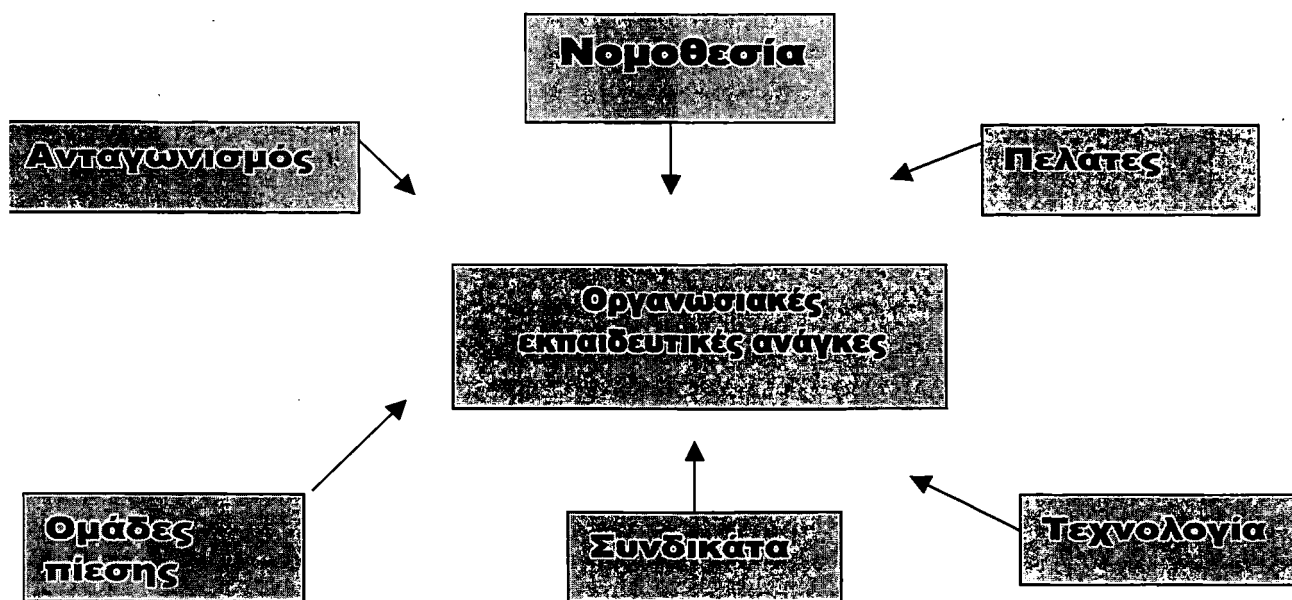 Νομοθεσία
Ανταγωνισμός
Πελάτες
Οργανωσιακές
εκπαιδευτικές ανάγκες
Ομάδες
πίεσης
Συνδικάτα
Τεχνολογία